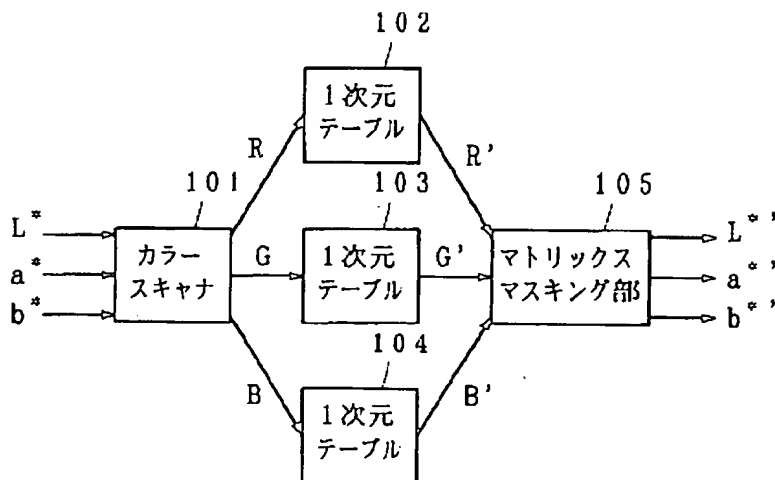 102
1次元
テーブル
R
R'
101
103
105
L*
a*
b*
カラー
スキャナ
G
1次元
テーブル
G'
マトリックス
マスキング部
L*'
a*'
b*'
104
B
1次元
テーブル
B'